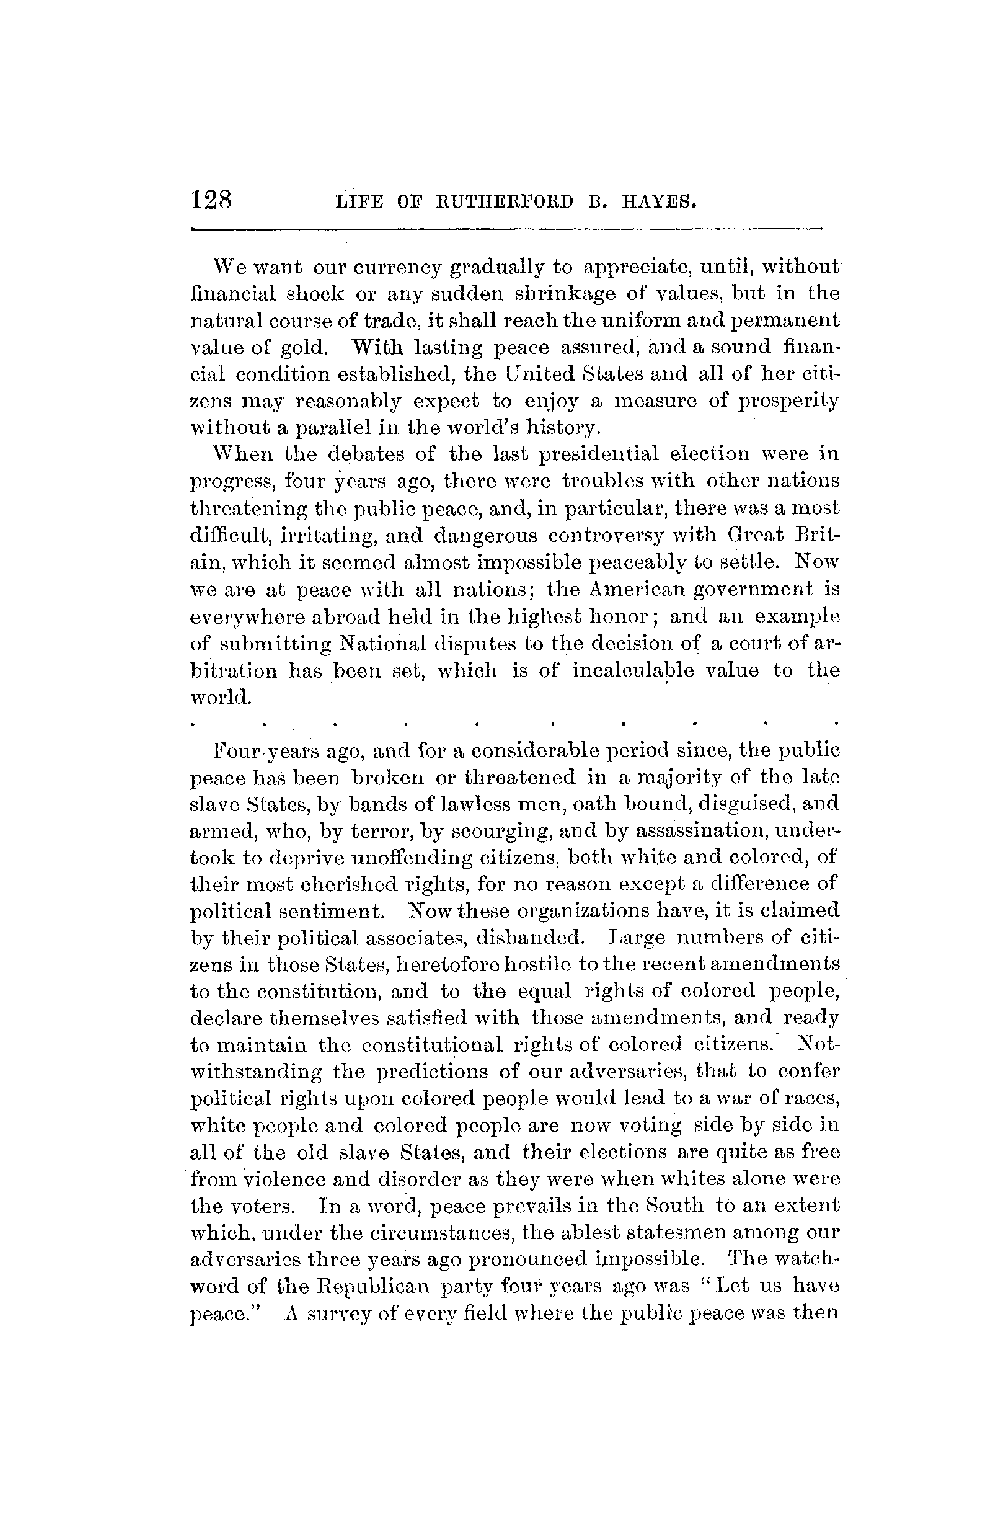 128 LIFE OF RUTHERFORD B. HAYES.
We want our currency gradually to appreciate, until, without
financial shock or any sudden shrinkage of values, but in the
natural course of trade, it shall reach the uniform and permanent
value of gold. With lasting peace assured, and a sound finan-
cial condition established, the United States and all of her citi-
zens may reasonably expect to enjoy a measure of prosperity
without a parallel in the world's history.
When the debates of the last presidential election were in
progress, four years ago, there were troubles with other nations
threatening the public peace, and, in particular, there was a most
difficult, irritating, and dangerous controversy with Great Brit-
ain, which it seemed almost impossible peaceably to settle. Now
we are at peace with all nations; the American government is
everywhere abroad held in the highest honor; and an example
of submitting National disputes to the decision of a court of ar-
bitration has been set, which is of incalculable value to the
world.
. . . . . . . . . .
Four years ago, and for a considerable period since, the public
peace has been broken or threatened in a majority of the late
slave States, by bands of lawless men, oath bound, disguised, and
armed, who, by terror, by scourging, and by assassination, under-
took to deprive unoffending citizens, both white and colored, of
their most cherished rights, for no reason except a difference of
political sentiment. Now these organizations have, it is claimed
by their political associates, disbanded. Large numbers of citi-
zens in those States, heretofore hostile to the recent amendments
to the constitution, and to the equal rights of colored people,
declare themselves satisfied with those amendments, and ready
to maintain the constitutional rights of colored citizens. Not-
withstanding the predictions of our adversaries, that to confer
political rights upon colored people would lead to a war of races,
white people and colored people are now voting side by side in
all of the old slave States, and their elections are quite as free
from violence and disorder as they were when whites alone were
the voters. In a word, peace prevails in the South to an extent
which, under the circumstances, the ablest statesmen among our
adversaries three years ago pronounced impossible. The watch-
word of the Republican party four years ago was "Let us have
peace." A survey of every field where the public peace was then